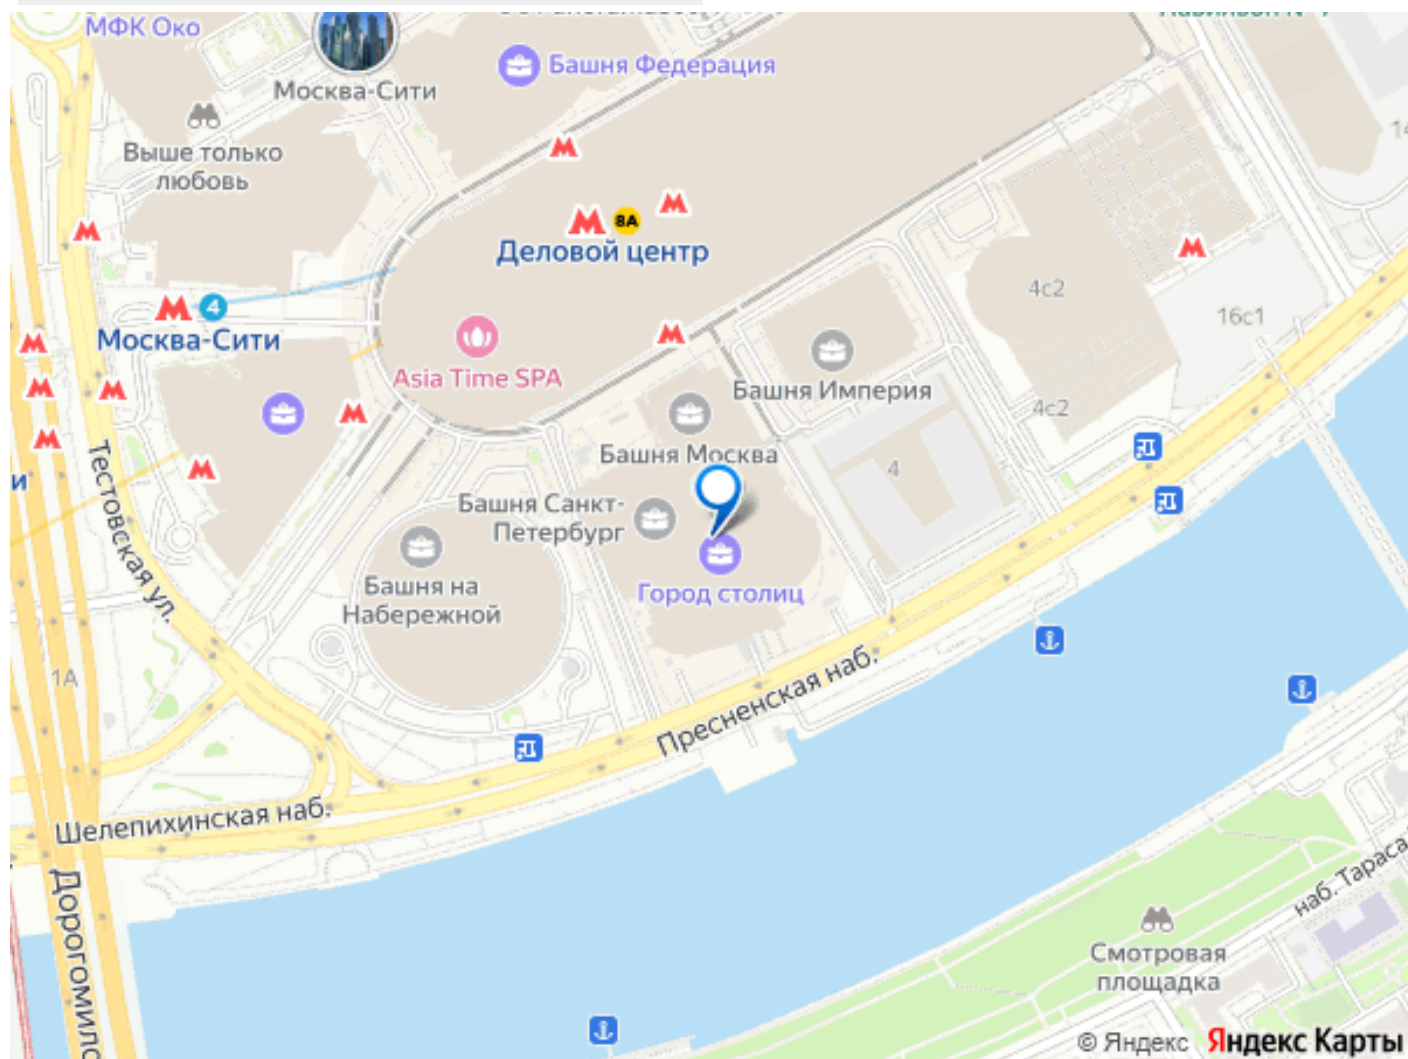 МФК Око
Башня Федерация
Москва-Сити
Выше только
любовь
14
М
М
М 8А
Деловой центр
М
М
4с2
М 4
Москва-Сити
16с1
М
М
Asia Time SPA
Башня Империя
М
М
М
4с2
Башня Москва
М
М
и
4
Тестовская ул.
Башня Санкт-
Петербург
Башня на
Набережной
Город столиц
1А
Пресненская наб.
Шелепихинская наб.
Дорогомило
наб. Тараса
Смотровая
площадка
© Яндекс Яндекс Карты